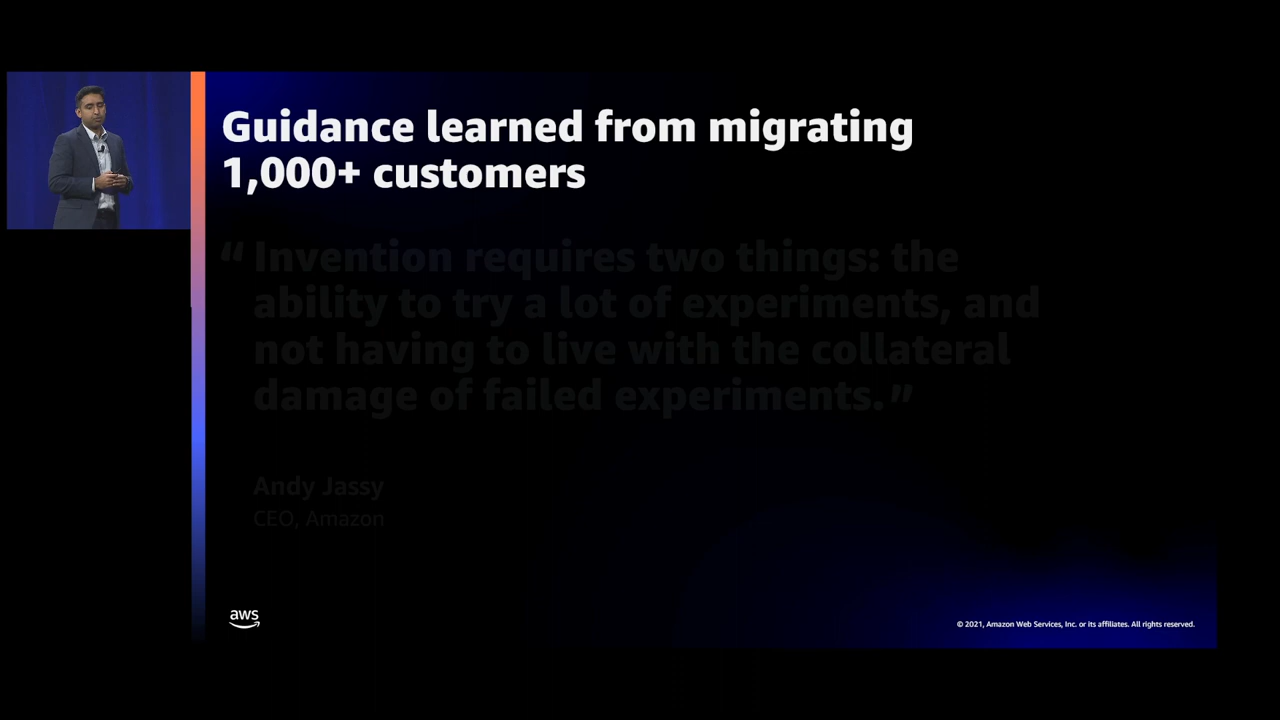 Guidance learned from migrating
1,000+ customers
“ Invention requires two things: the
ability to try a lot of experiments, and
not having to live with the collateral
damage of failed experiments.”
Andy Jassy
CEO, Amazon
aws
© 2021, Amazon Web Services, Inc. or its affiliates. All rights reserved.